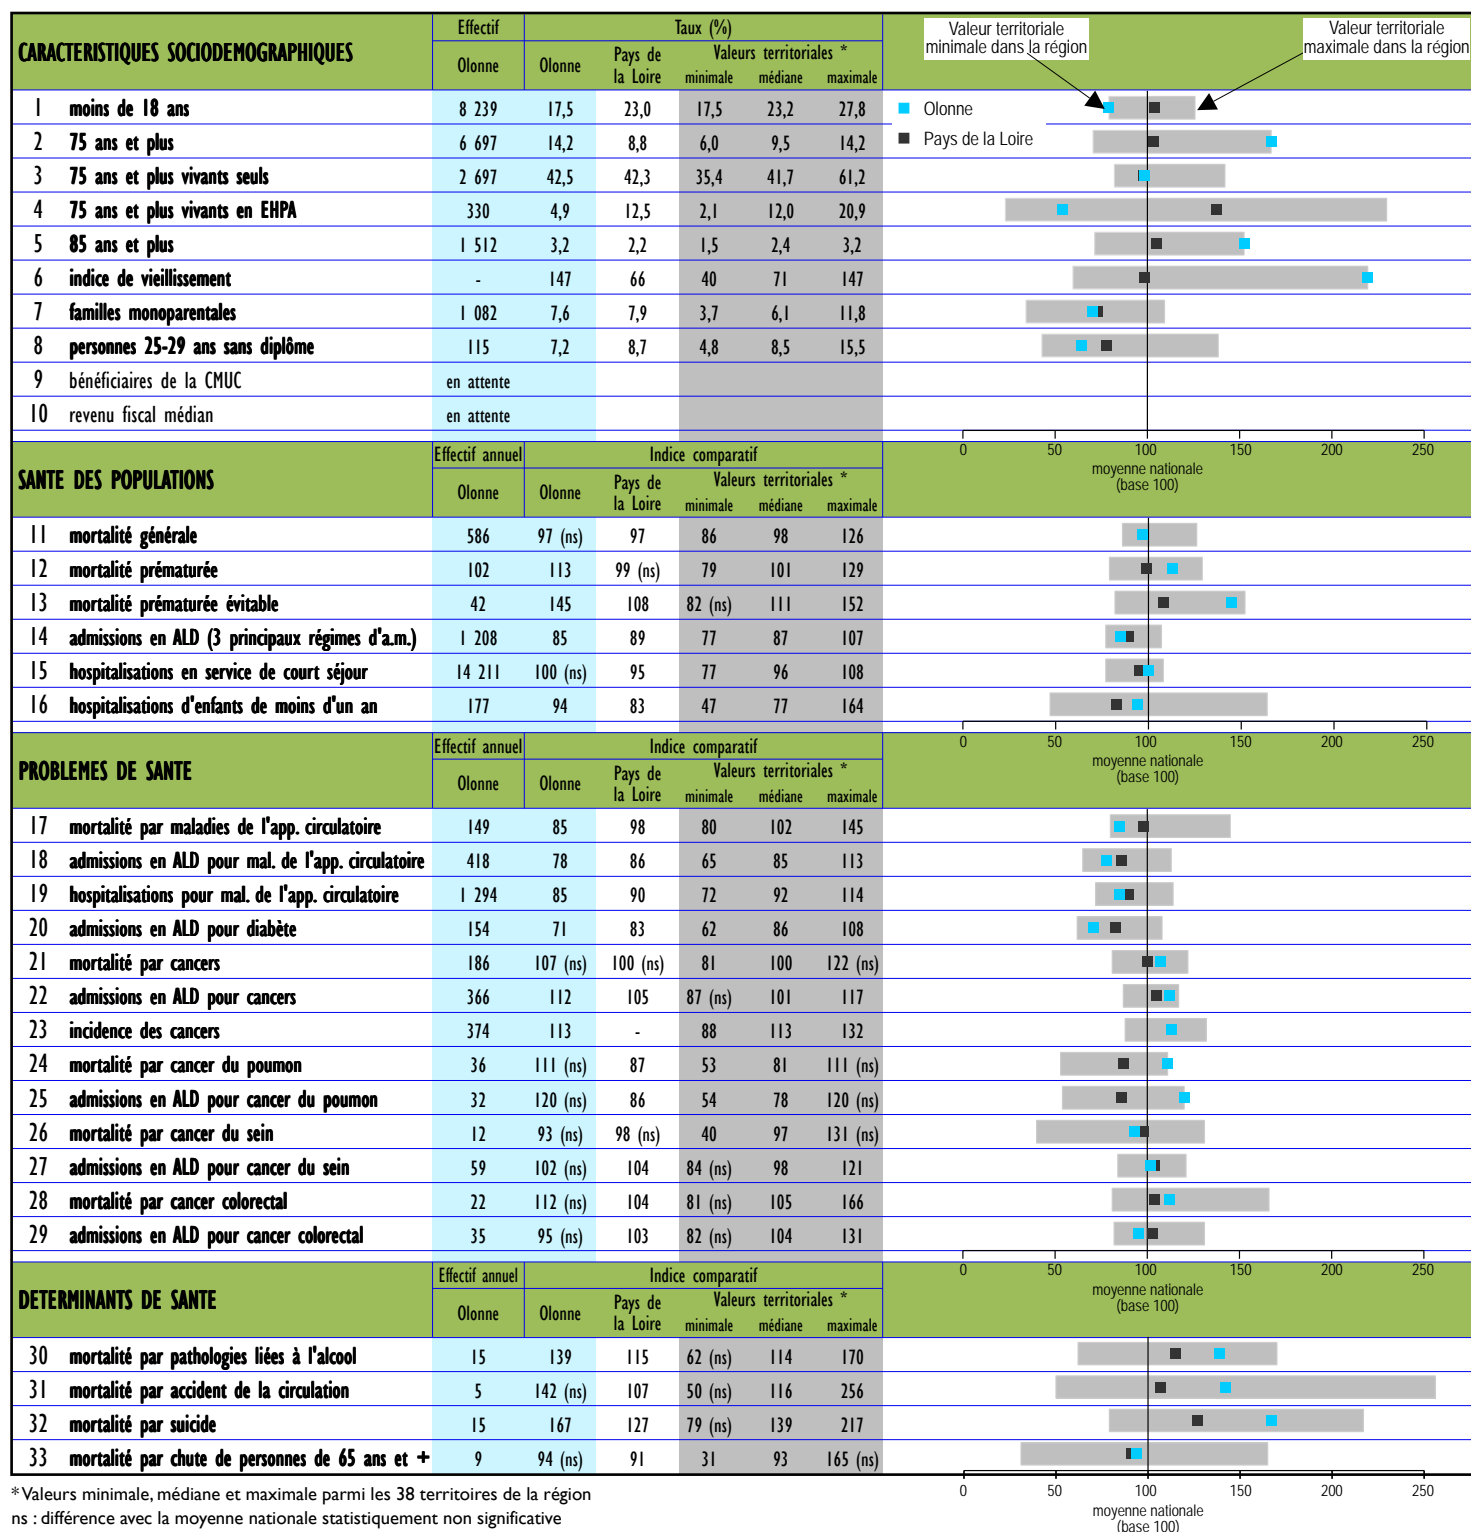 CARACTERISTIQUES SOCIODEMOGRAPHIQUES Effectif Taux (%)
Olonne Olonne Pays de la Loire Valeurs territoriales *
minimale médiane maximale
Valeur territoriale minimale dans la région
Valeur territoriale maximale dans la région
Olonne
Pays de la Loire
1 moins de 18 ans 8 239 17,5 23,0 17,5 23,2 27,8
2 75 ans et plus 6 697 14,2 8,8 6,0 9,5 14,2
3 75 ans et plus vivants seuls 2 697 42,5 42,3 35,4 41,7 61,2
4 75 ans et plus vivants en EHPA 330 4,9 12,5 2,1 12,0 20,9
5 85 ans et plus 1 512 3,2 2,2 1,5 2,4 3,2
6 indice de vieillissement - 147 66 40 71 147
7 familles monoparentales 1 082 7,6 7,9 3,7 6,1 11,8
8 personnes 25-29 ans sans diplôme 115 7,2 8,7 4,8 8,5 15,5
9 bénéficiaires de la CMUC en attente
10 revenu fiscal médian en attente
0 50 100 150 200 250
moyenne nationale
(base 100)
SANTE DES POPULATIONS Effectif annuel Indice comparatif
Olonne Olonne Pays de la Loire Valeurs territoriales *
minimale médiane maximale
11 mortalité générale 586 97 (ns) 97 86 98 126
12 mortalité prématurée 102 113 99 (ns) 79 101 129
13 mortalité prématurée évitable 42 145 108 82 (ns) 111 152
14 admissions en ALD (3 principaux régimes d'a.m.) 1 208 85 89 77 87 107
15 hospitalisations en service de court séjour 14 211 100 (ns) 95 77 96 108
16 hospitalisations d'enfants de moins d'un an 177 94 83 47 77 164
0 50 100 150 200 250
moyenne nationale
(base 100)
PROBLEMES DE SANTE Effectif annuel Indice comparatif
Olonne Olonne Pays de la Loire Valeurs territoriales *
minimale médiane maximale
17 mortalité par maladies de l'app. circulatoire 149 85 98 80 102 145
18 admissions en ALD pour mal. de l'app. circulatoire 418 78 86 65 85 113
19 hospitalisations pour mal. de l'app. circulatoire 1 294 85 90 72 92 114
20 admissions en ALD pour diabète 154 71 83 62 86 108
21 mortalité par cancers 186 107 (ns) 100 (ns) 81 100 122 (ns)
22 admissions en ALD pour cancers 366 112 105 87 (ns) 101 117
23 incidence des cancers 374 113 - 88 113 132
24 mortalité par cancer du poumon 36 111 (ns) 87 53 81 111 (ns)
25 admissions en ALD pour cancer du poumon 32 120 (ns) 86 54 78 120 (ns)
26 mortalité par cancer du sein 12 93 (ns) 98 (ns) 40 97 131 (ns)
27 admissions en ALD pour cancer du sein 59 102 (ns) 104 84 (ns) 98 121
28 mortalité par cancer colorectal 22 112 (ns) 104 81 (ns) 105 166
29 admissions en ALD pour cancer colorectal 35 95 (ns) 103 82 (ns) 104 131
0 50 100 150 200 250
moyenne nationale
(base 100)
DETERMINANTS DE SANTE Effectif annuel Indice comparatif
Olonne Olonne Pays de la Loire Valeurs territoriales *
minimale médiane maximale
30 mortalité par pathologies liées à l'alcool 15 139 115 62 (ns) 114 170
31 mortalité par accident de la circulation 5 142 (ns) 107 50 (ns) 116 256
32 mortalité par suicide 15 167 127 79 (ns) 139 217
33 mortalité par chute de personnes de 65 ans et + 9 94 (ns) 91 31 93 165 (ns)
0 50 100 150 200 250
moyenne nationale
(base 100)
* Valeurs minimale, médiane et maximale parmi les 38 territoires de la région
ns : différence avec la moyenne nationale statistiquement non significative